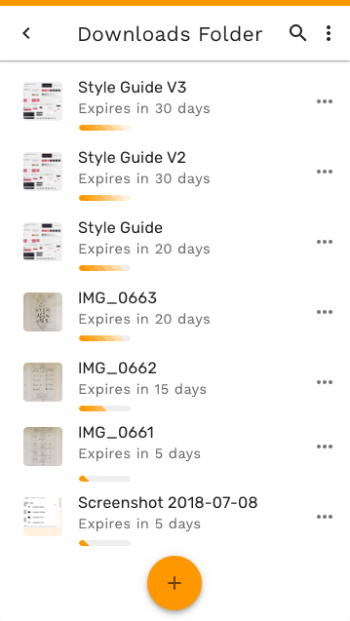 Downloads Folder
Style Guide V3
Expires in 30 days
Style Guide V2
Expires in 30 days
Style Guide
Expires in 20 days
IMG_0663
Expires in 20 days
IMG_0662
Expires in 15 days
IMG_0661
Expires in 5 days
Screenshot 2018-07-08
Expires in 5 days